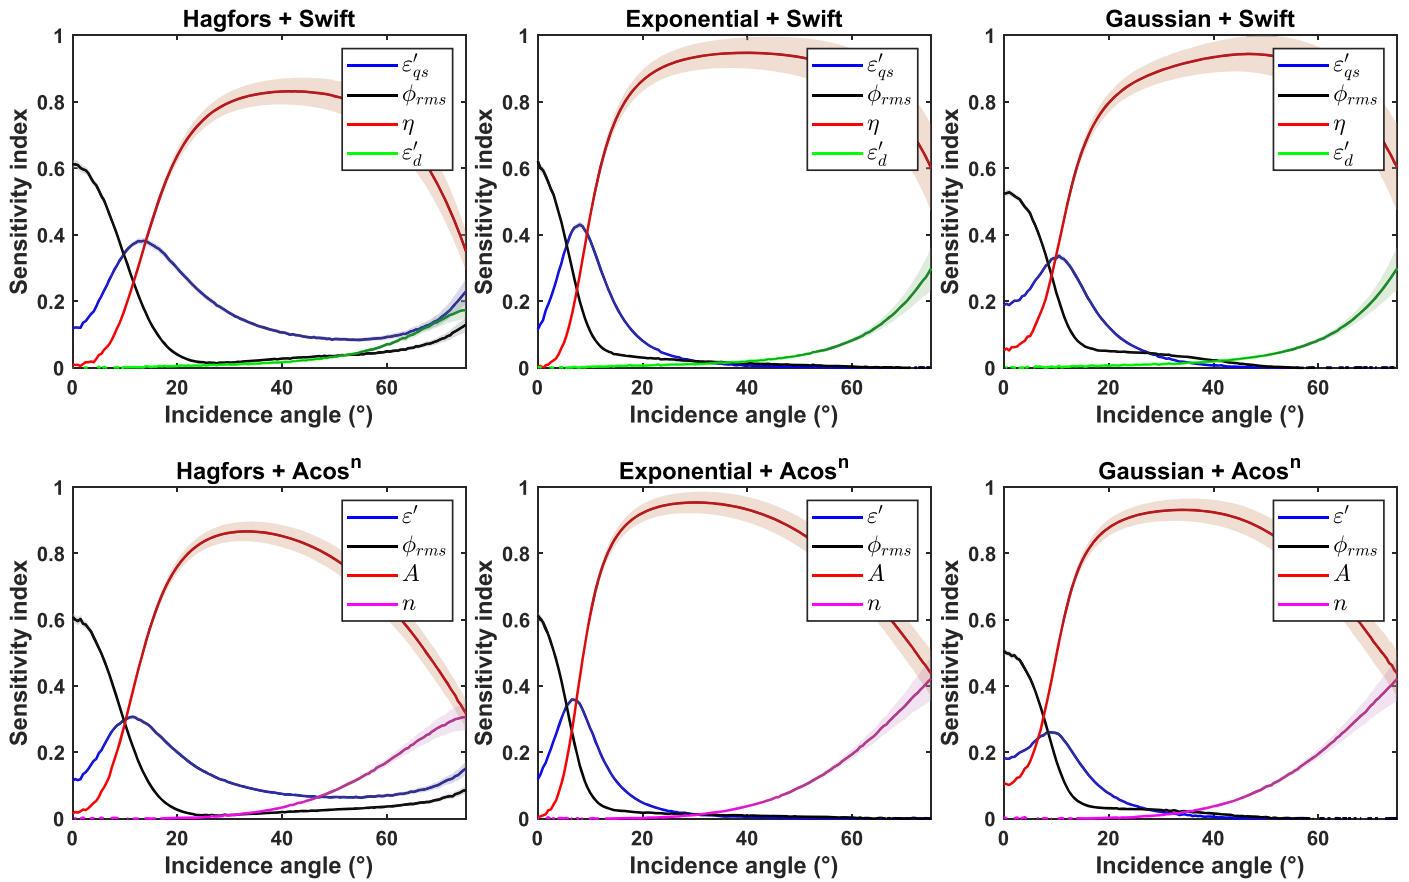 Hagfors + Swift
1
0.8
0.6
0.4
0.2
0
0
20
40
60
Sensitivity index
Incidence angle (°)
ε′qs
ϕrms
η
ε′d
Exponential + Swift
1
0.8
0.6
0.4
0.2
0
0
20
40
60
Sensitivity index
Incidence angle (°)
ε′qs
ϕrms
η
ε′d
Gaussian + Swift
1
0.8
0.6
0.4
0.2
0
0
20
40
60
Sensitivity index
Incidence angle (°)
ε′qs
ϕrms
η
ε′d
Hagfors + Acosⁿ
1
0.8
0.6
0.4
0.2
0
0
20
40
60
Sensitivity index
Incidence angle (°)
ε′
ϕrms
A
n
Exponential + Acosⁿ
1
0.8
0.6
0.4
0.2
0
0
20
40
60
Sensitivity index
Incidence angle (°)
ε′
ϕrms
A
n
Gaussian + Acosⁿ
1
0.8
0.6
0.4
0.2
0
0
20
40
60
Sensitivity index
Incidence angle (°)
ε′
ϕrms
A
n